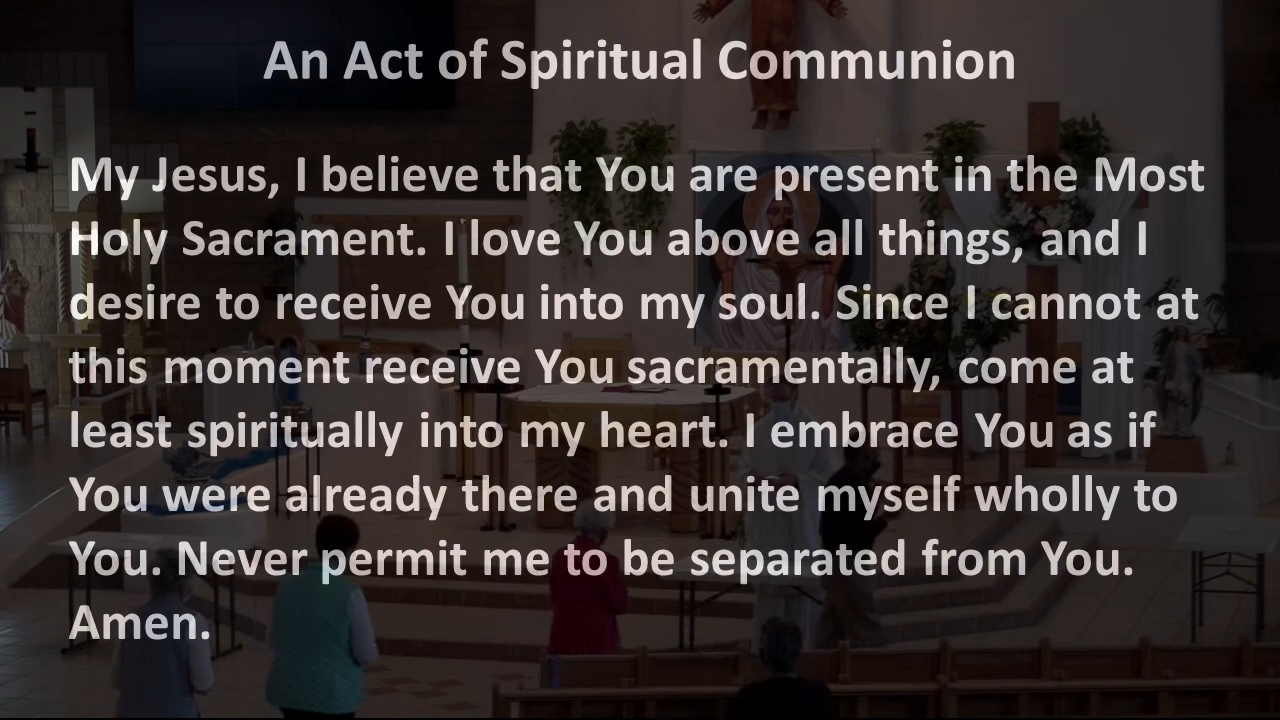 An Act of Spiritual Communion
My Jesus, I believe that You are present in the Most
Holy Sacrament. I love You above all things, and I
desire to receive You into my soul. Since I cannot at
this moment receive You sacramentally, come at
least spiritually into my heart. I embrace You as if
You were already there and unite myself wholly to
You. Never permit me to be separated from You.
Amen.